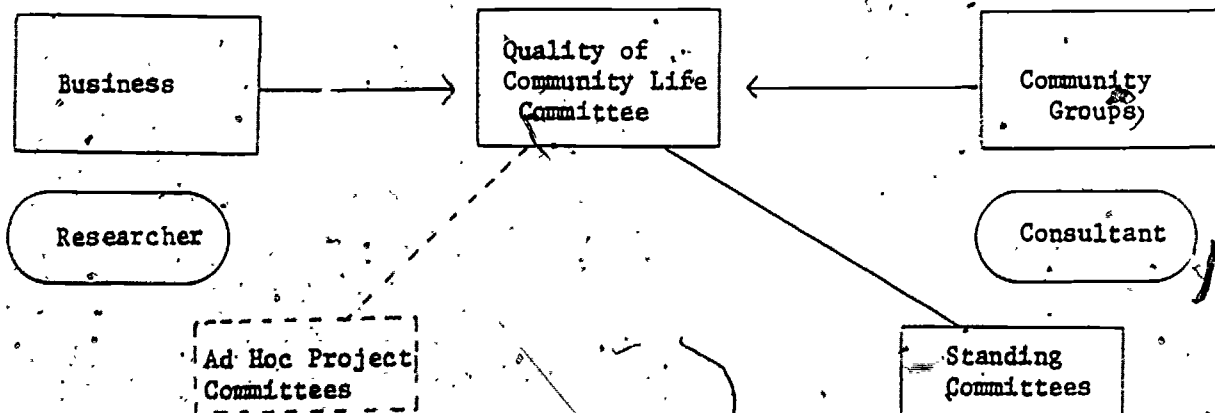 Business
Quality of
Community Life
Committee
Community
Groups
Researcher
Consultant
Ad Hoc Project
Committees
Standing
Committees